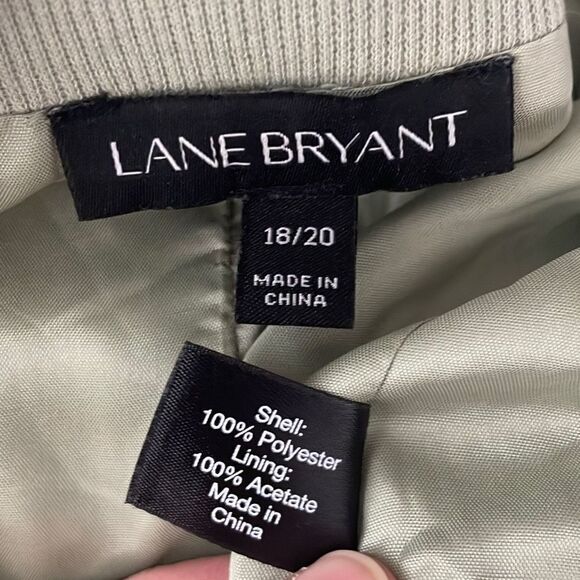 LANE BRYANT
18/20
MADE IN
CHINA
Shell:
100% Polyester
Lining:
100% Acetate
Made in
China